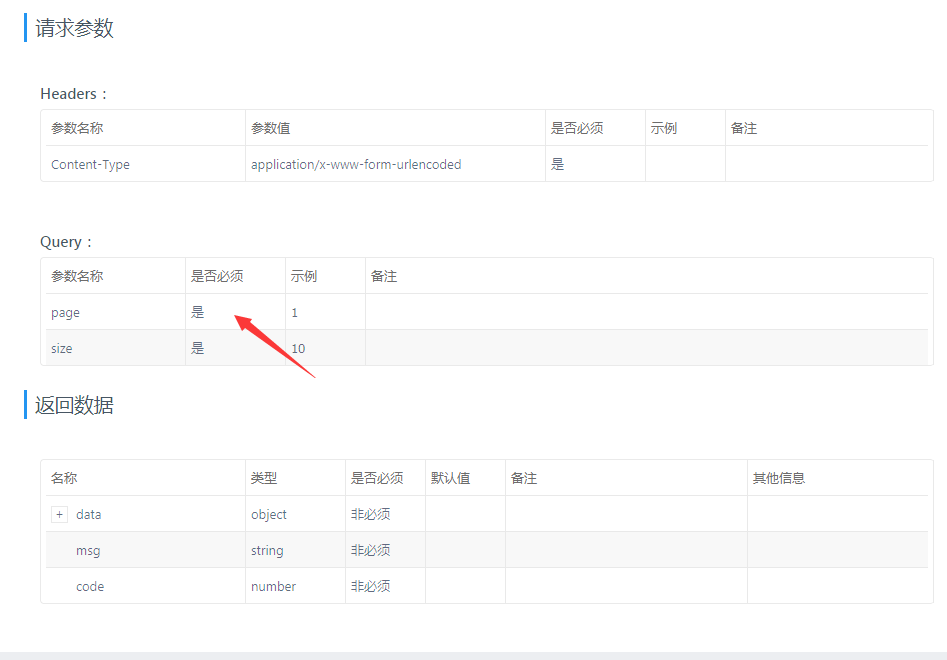 请求参数
Headers：
参数名称 参数值 是否必须 示例 备注
Content-Type application/x-www-form-urlencoded 是
Query：
参数名称 是否必须 示例 备注
page 是 1
size 是 10
返回数据
名称 类型 是否必须 默认值 备注 其他信息
+ data object 非必须
msg string 非必须
code number 非必须